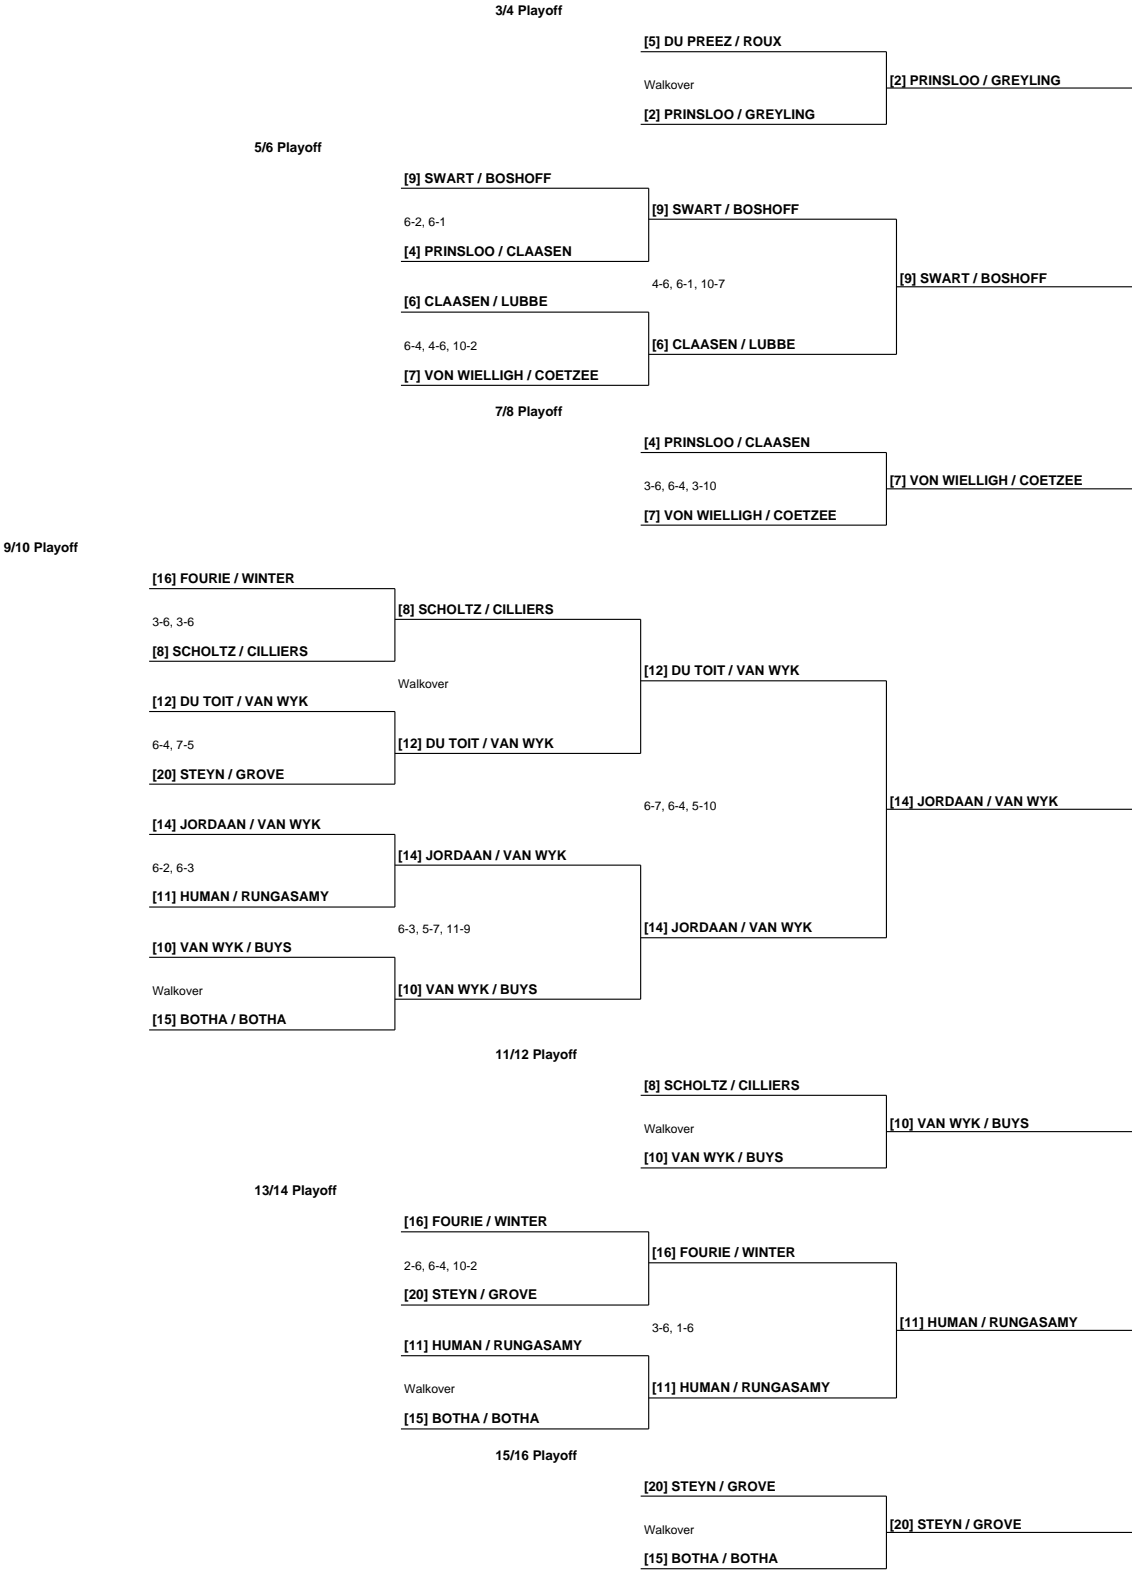 3/4 Playoff
[5] DU PREEZ / ROUX
Walkover
[2] PRINSLOO / GREYLING
[2] PRINSLOO / GREYLING
5/6 Playoff
[9] SWART / BOSHOFF
6-2, 6-1
[9] SWART / BOSHOFF
[4] PRINSLOO / CLAASEN
4-6, 6-1, 10-7
[9] SWART / BOSHOFF
[6] CLAASEN / LUBBE
6-4, 4-6, 10-2
[6] CLAASEN / LUBBE
[7] VON WIELLIGH / COETZEE
7/8 Playoff
[4] PRINSLOO / CLAASEN
3-6, 6-4, 3-10
[7] VON WIELLIGH / COETZEE
[7] VON WIELLIGH / COETZEE
9/10 Playoff
[16] FOURIE / WINTER
3-6, 3-6
[8] SCHOLTZ / CILLIERS
[8] SCHOLTZ / CILLIERS
Walkover
[12] DU TOIT / VAN WYK
[12] DU TOIT / VAN WYK
6-4, 7-5
[12] DU TOIT / VAN WYK
[20] STEYN / GROVE
6-7, 6-4, 5-10
[14] JORDAAN / VAN WYK
[14] JORDAAN / VAN WYK
6-2, 6-3
[14] JORDAAN / VAN WYK
[11] HUMAN / RUNGASAMY
6-3, 5-7, 11-9
[14] JORDAAN / VAN WYK
[10] VAN WYK / BUYS
Walkover
[10] VAN WYK / BUYS
[15] BOTHA / BOTHA
11/12 Playoff
[8] SCHOLTZ / CILLIERS
Walkover
[10] VAN WYK / BUYS
[10] VAN WYK / BUYS
13/14 Playoff
[16] FOURIE / WINTER
2-6, 6-4, 10-2
[16] FOURIE / WINTER
[20] STEYN / GROVE
3-6, 1-6
[11] HUMAN / RUNGASAMY
[11] HUMAN / RUNGASAMY
Walkover
[11] HUMAN / RUNGASAMY
[15] BOTHA / BOTHA
15/16 Playoff
[20] STEYN / GROVE
Walkover
[20] STEYN / GROVE
[15] BOTHA / BOTHA